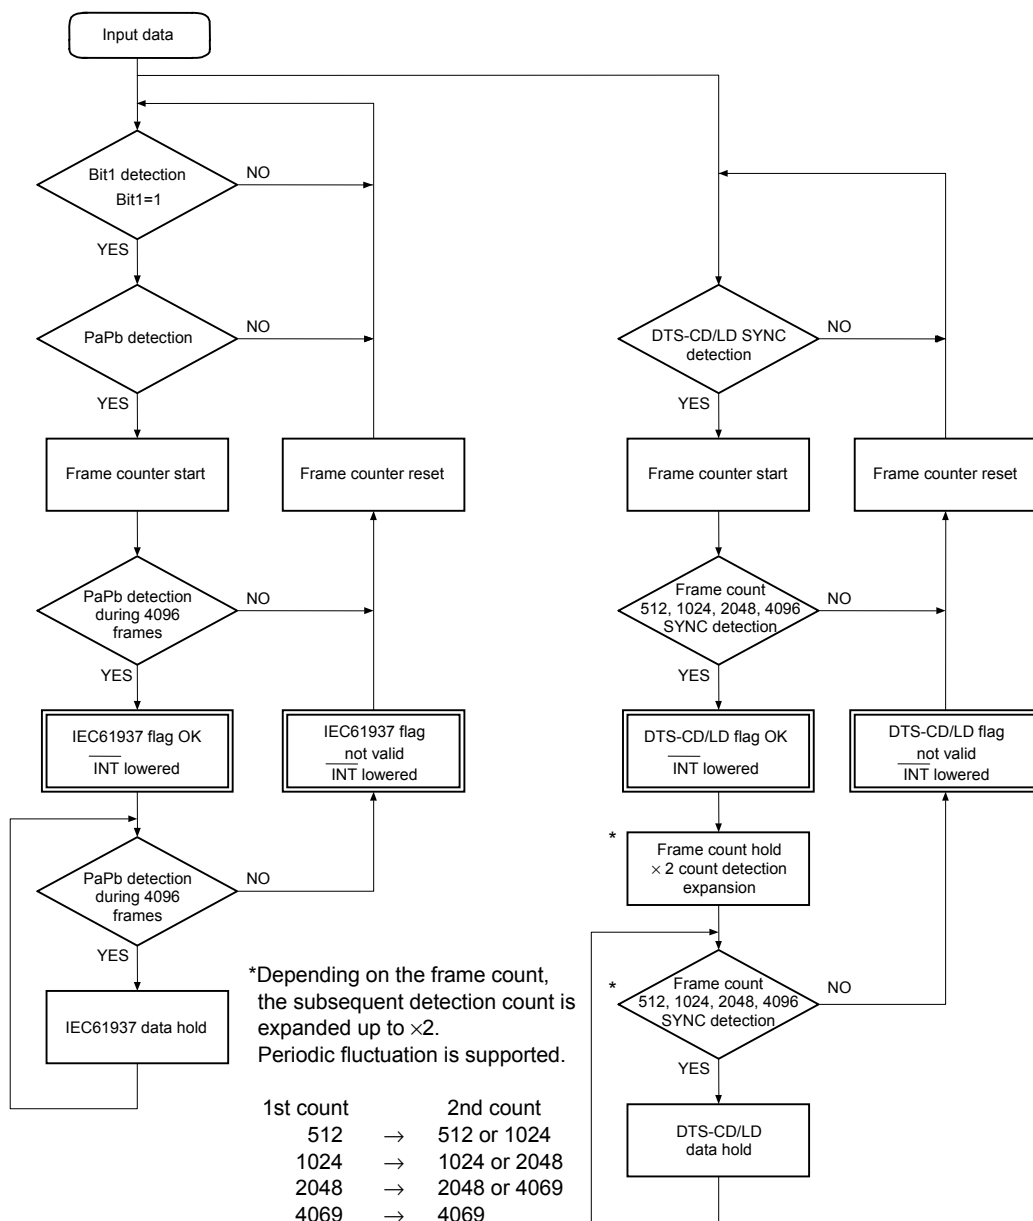 Input data
Bit1 detection
Bit1=1
NO
YES
PaPb detection
NO
YES
Frame counter start
Frame counter reset
PaPb detection
during 4096
frames
NO
YES
IEC61937 flag OK
INT lowered
IEC61937 flag
not valid
INT lowered
PaPb detection
during 4096
frames
NO
YES
IEC61937 data hold
DTS-CD/LD SYNC
detection
NO
YES
Frame counter start
Frame counter reset
Frame count
512, 1024, 2048, 4096
SYNC detection
NO
YES
DTS-CD/LD flag OK
INT lowered
DTS-CD/LD flag
not valid
INT lowered
*
Frame count hold
× 2 count detection
expansion
*
Frame count
512, 1024, 2048, 4096
SYNC detection
NO
YES
DTS-CD/LD
data hold
*Depending on the frame count,
the subsequent detection count is
expanded up to ×2.
Periodic fluctuation is supported.
1st count 2nd count
512 → 512 or 1024
1024 → 1024 or 2048
2048 → 2048 or 4069
4069 → 4069